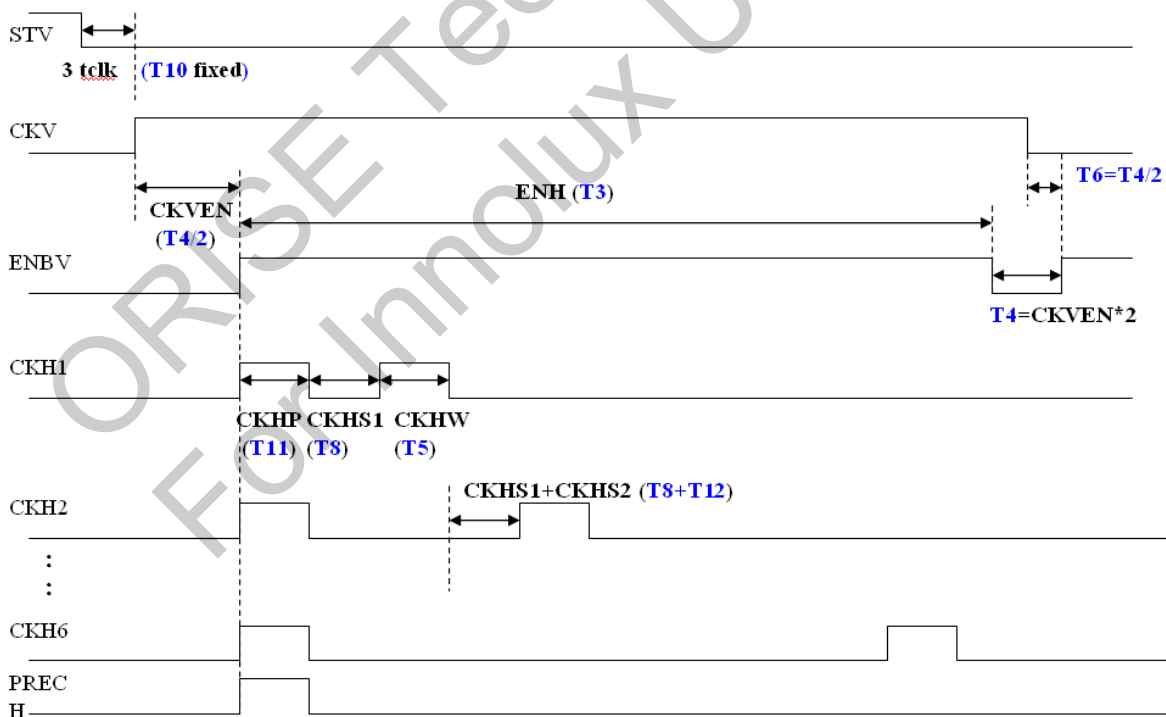 STV
3 tclk (T10 fixed)
CKV
T6=T4/2
ENH (T3)
CKVEN
(T4/2)
ENBV
T4=CKVEN*2
CKH1
CKHP CKHS1 CKHW
(T11) (T8) (T5)
CKHS1+CKHS2 (T8+T12)
CKH2
:
:
CKH6
PREC
H
ORISE Tec
For Innolux U